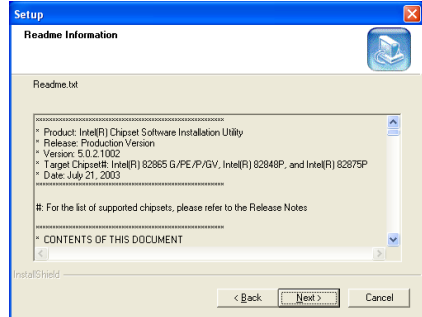 Setup
Readme Information
Readme.txt
************************************************************
* Product: Intel(R) Chipset Software Installation Utility
* Release: Production Version
* Version: 5.0.2.1002
* Target Chipset#: Intel(R) 82865 G/PE/P/GV, Intel(R) 82848P, and Intel(R) 82875P
* Date: July 21, 2003
************************************************************
#: For the list of supported chipsets, please refer to the Release Notes
************************************************************
* CONTENTS OF THIS DOCUMENT
InstallShield
< Back
Next >
Cancel